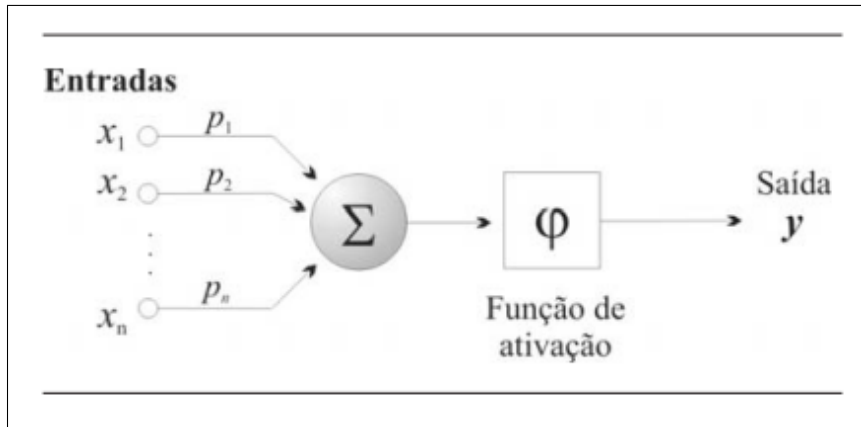 Entradas
x₁ p₁
x₂ p₂
xₙ pₙ
Σ
φ
Função de
ativação
Saída
y